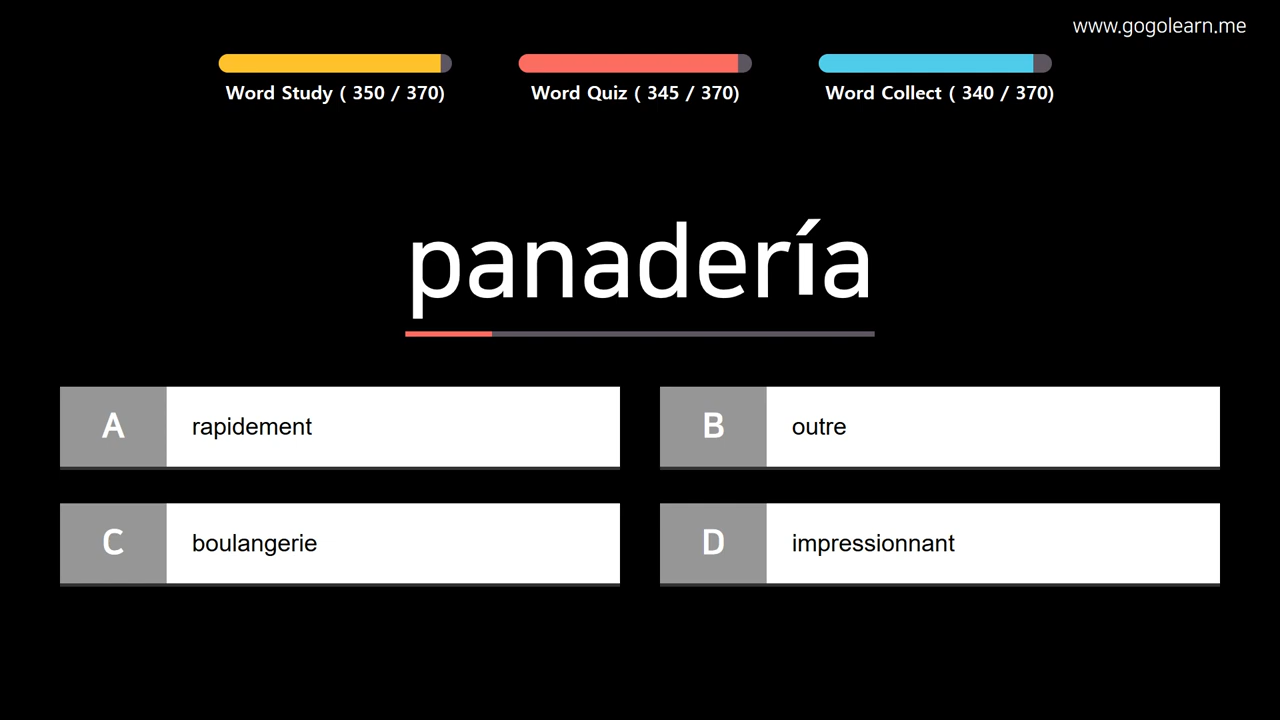 www.gogolearn.me
Word Study ( 350 / 370)
Word Quiz ( 345 / 370)
Word Collect ( 340 / 370)
panadería
A rapidement
B outre
C boulangerie
D impressionnant